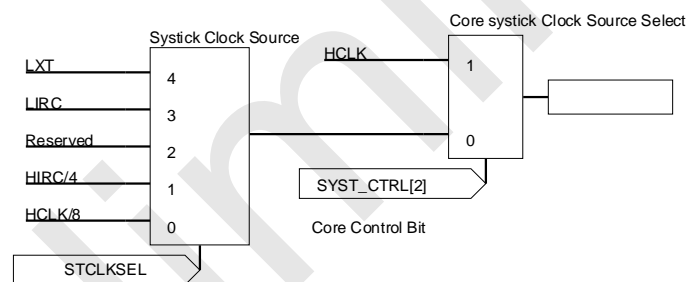 Core systick Clock Source Select
Systick Clock Source
HCLK
LXT
1
4
LIRC
3
Reserved
0
2
HIRC/4
SYST_CTRL[2]
1
HCLK/8
Core Control Bit
0
STCLKSEL